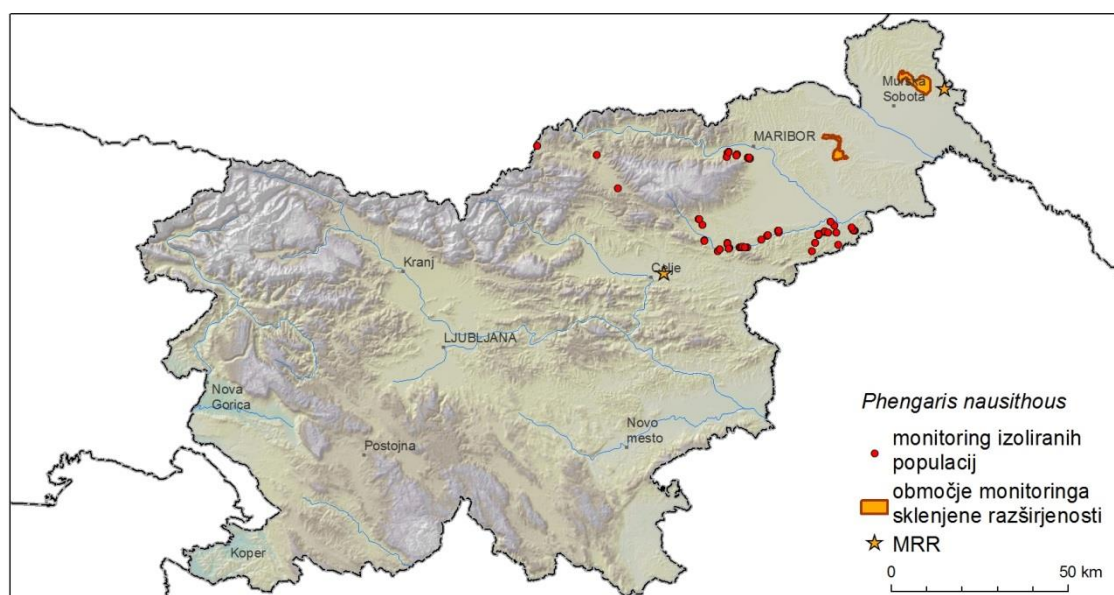 Murska
Sobota
MARIBOR
Kranj
Celje
LJUBLJANA
Nova
Gorica
Novo
mesto
Postojna
Koper
Phengaris nausithous
monitoring izoliranih
populacij
območje monitoringa
sklenjene razširjenosti
MRR
0 50 km